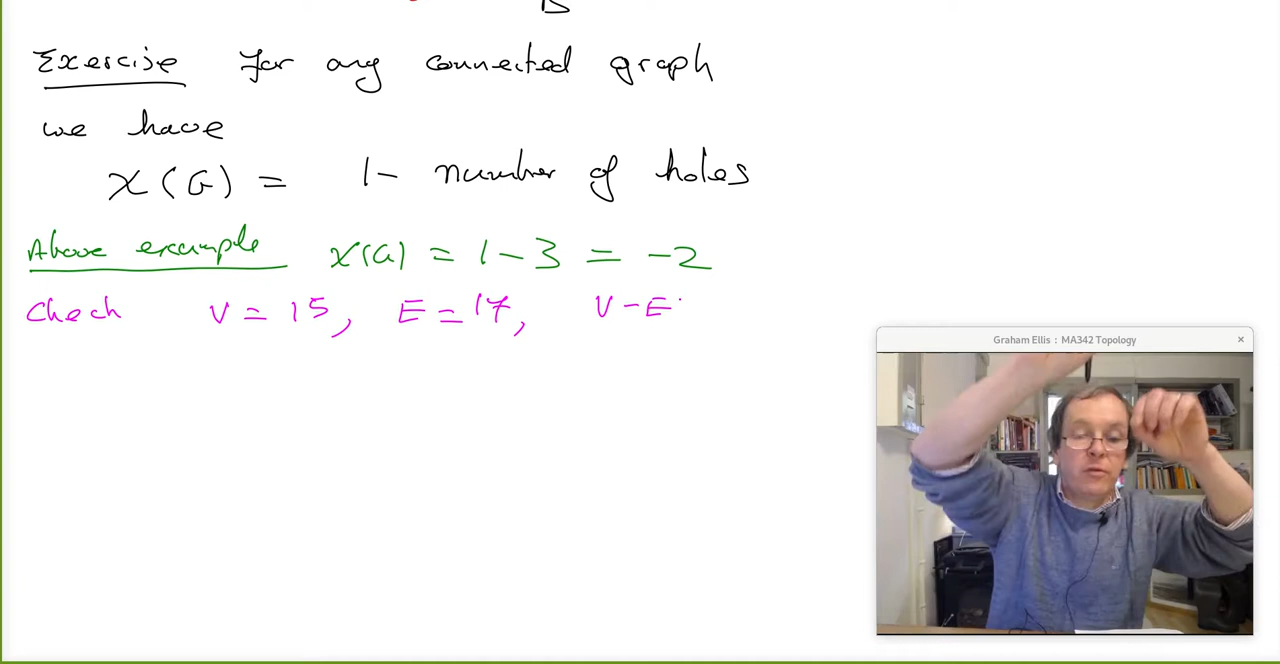 Exercise for any connected graph
we have
χ(G) = 1 - number of holes
Above example χ(G) = 1 - 3 = -2
Check V = 15, E = 17, V - E
Graham Ellis : MA342 Topology